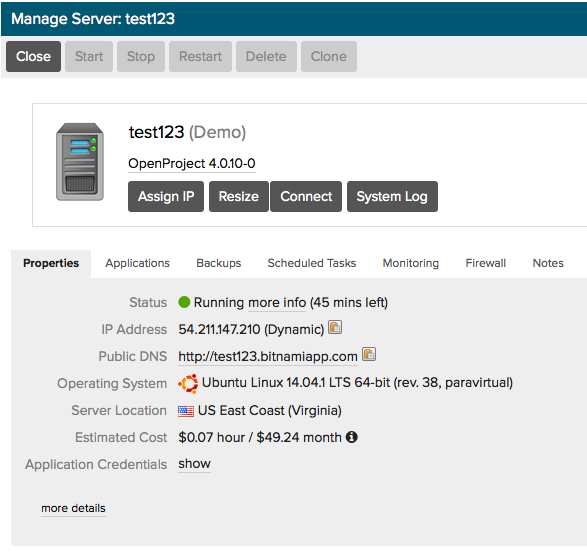 Manage Server: test123
Close Start Stop Restart Delete Clone
test123 (Demo)
OpenProject 4.0.10-0
Assign IP Resize Connect System Log
Properties Applications Backups Scheduled Tasks Monitoring Firewall Notes
Status Running more info (45 mins left)
IP Address 54.211.147.210 (Dynamic)
Public DNS http://test123.bitnamiapp.com
Operating System Ubuntu Linux 14.04.1 LTS 64-bit (rev. 38, paravirtual)
Server Location US East Coast (Virginia)
Estimated Cost $0.07 hour / $49.24 month
Application Credentials show
more details